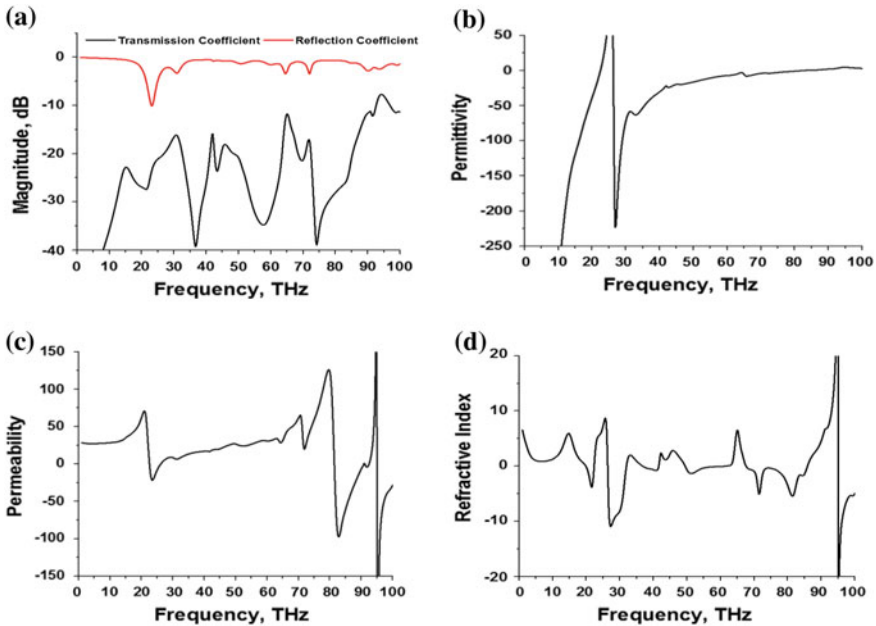 (a)
Transmission Coefficient Reflection Coefficient
0
-10
-20
-30
-40
Magnitude, dB
0 10 20 30 40 50 60 70 80 90 100
Frequency, THz
(b)
50
0
-50
-100
-150
-200
-250
Permittivity
0 10 20 30 40 50 60 70 80 90 100
Frequency, THz
(c)
150
100
50
0
-50
-100
-150
Permeability
0 10 20 30 40 50 60 70 80 90 100
Frequency, THz
(d)
20
10
0
-10
-20
Refractive Index
0 10 20 30 40 50 60 70 80 90 100
Frequency, THz